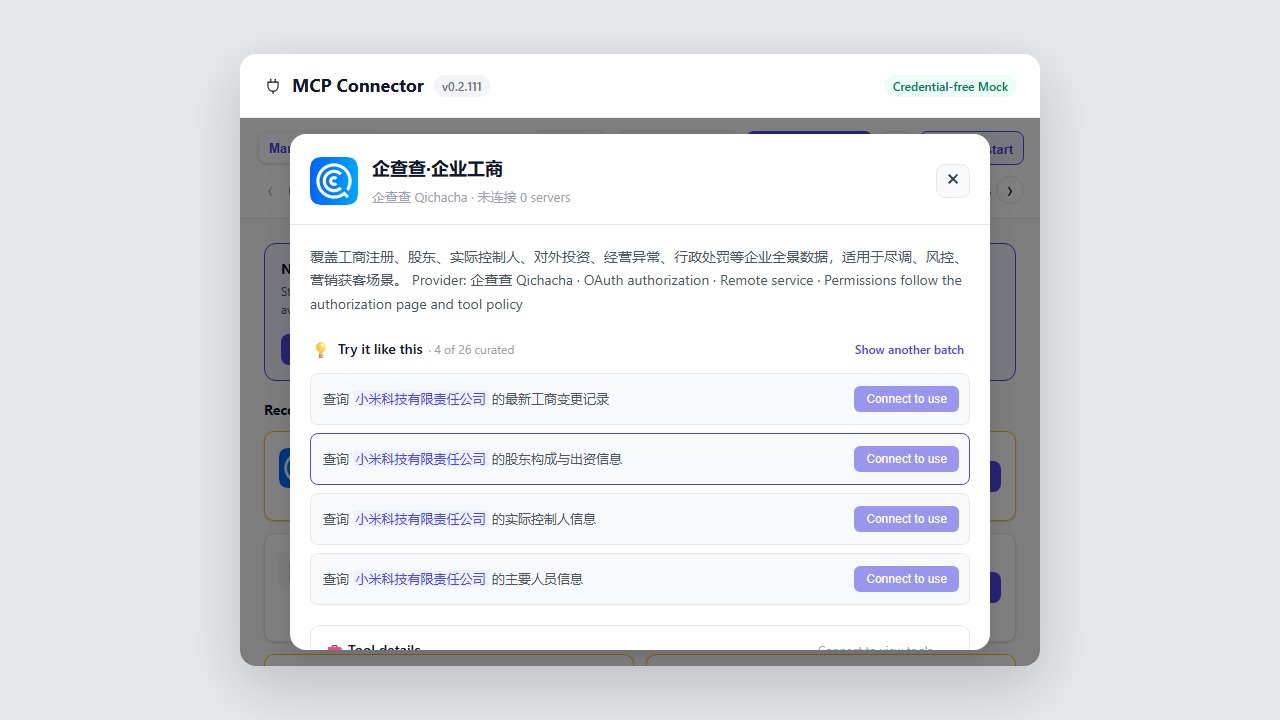 MCP Connector v0.2.111
Credential-free Mock
企查查·企业工商
企查查 Qichacha · 未连接 0 servers
覆盖工商注册、股东、实际控制人、对外投资、经营异常、行政处罚等企业全景数据，适用于尽调、风控、
营销获客场景。 Provider: 企查查 Qichacha · OAuth authorization · Remote service · Permissions follow the
authorization page and tool policy
Try it like this · 4 of 26 curated
Show another batch
查询 小米科技有限责任公司 的最新工商变更记录
Connect to use
查询 小米科技有限责任公司 的股东构成与出资信息
Connect to use
查询 小米科技有限责任公司 的实际控制人信息
Connect to use
查询 小米科技有限责任公司 的主要人员信息
Connect to use
Tool details
Connect to view tools